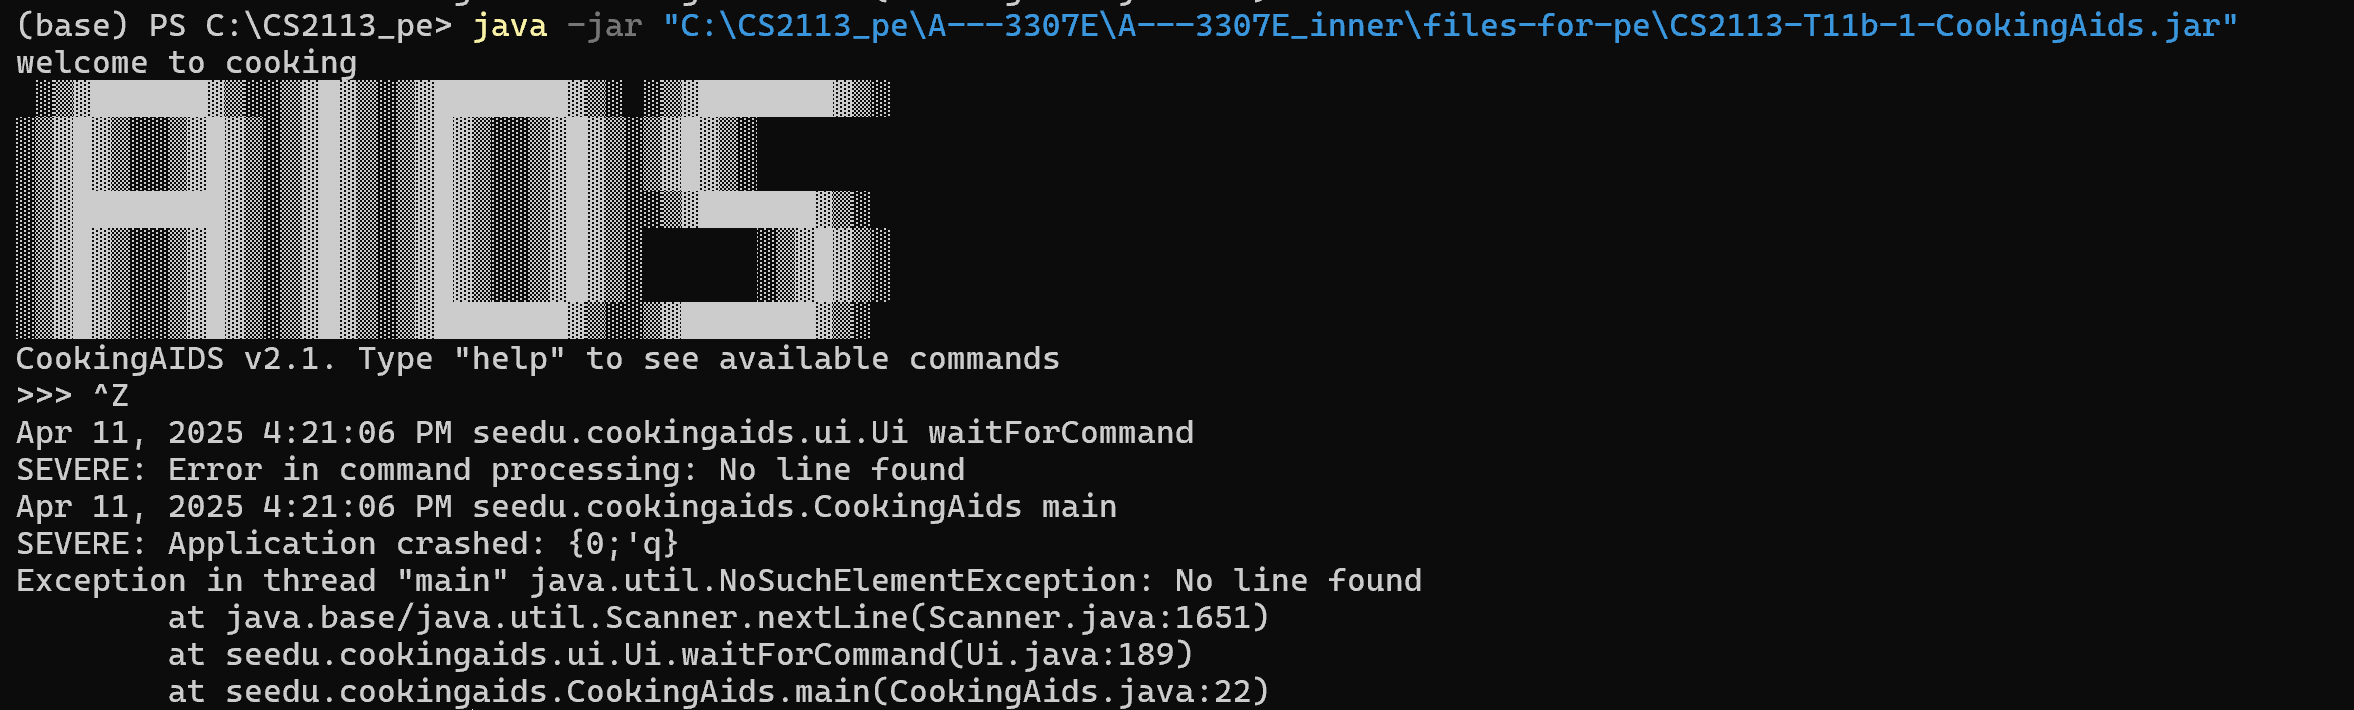 (base) PS C:\CS2113_pe> java -jar "C:\CS2113_pe\A---3307E\A---3307E_inner\files-for-pe\CS2113-T11b-1-CookingAids.jar"
welcome to cooking
AIDS
CookingAIDS v2.1. Type "help" to see available commands
>>> ^Z
Apr 11, 2025 4:21:06 PM seedu.cookingaids.ui.Ui waitForCommand
SEVERE: Error in command processing: No line found
Apr 11, 2025 4:21:06 PM seedu.cookingaids.CookingAids main
SEVERE: Application crashed: {0;'q}
Exception in thread "main" java.util.NoSuchElementException: No line found
at java.base/java.util.Scanner.nextLine(Scanner.java:1651)
at seedu.cookingaids.ui.Ui.waitForCommand(Ui.java:189)
at seedu.cookingaids.CookingAids.main(CookingAids.java:22)